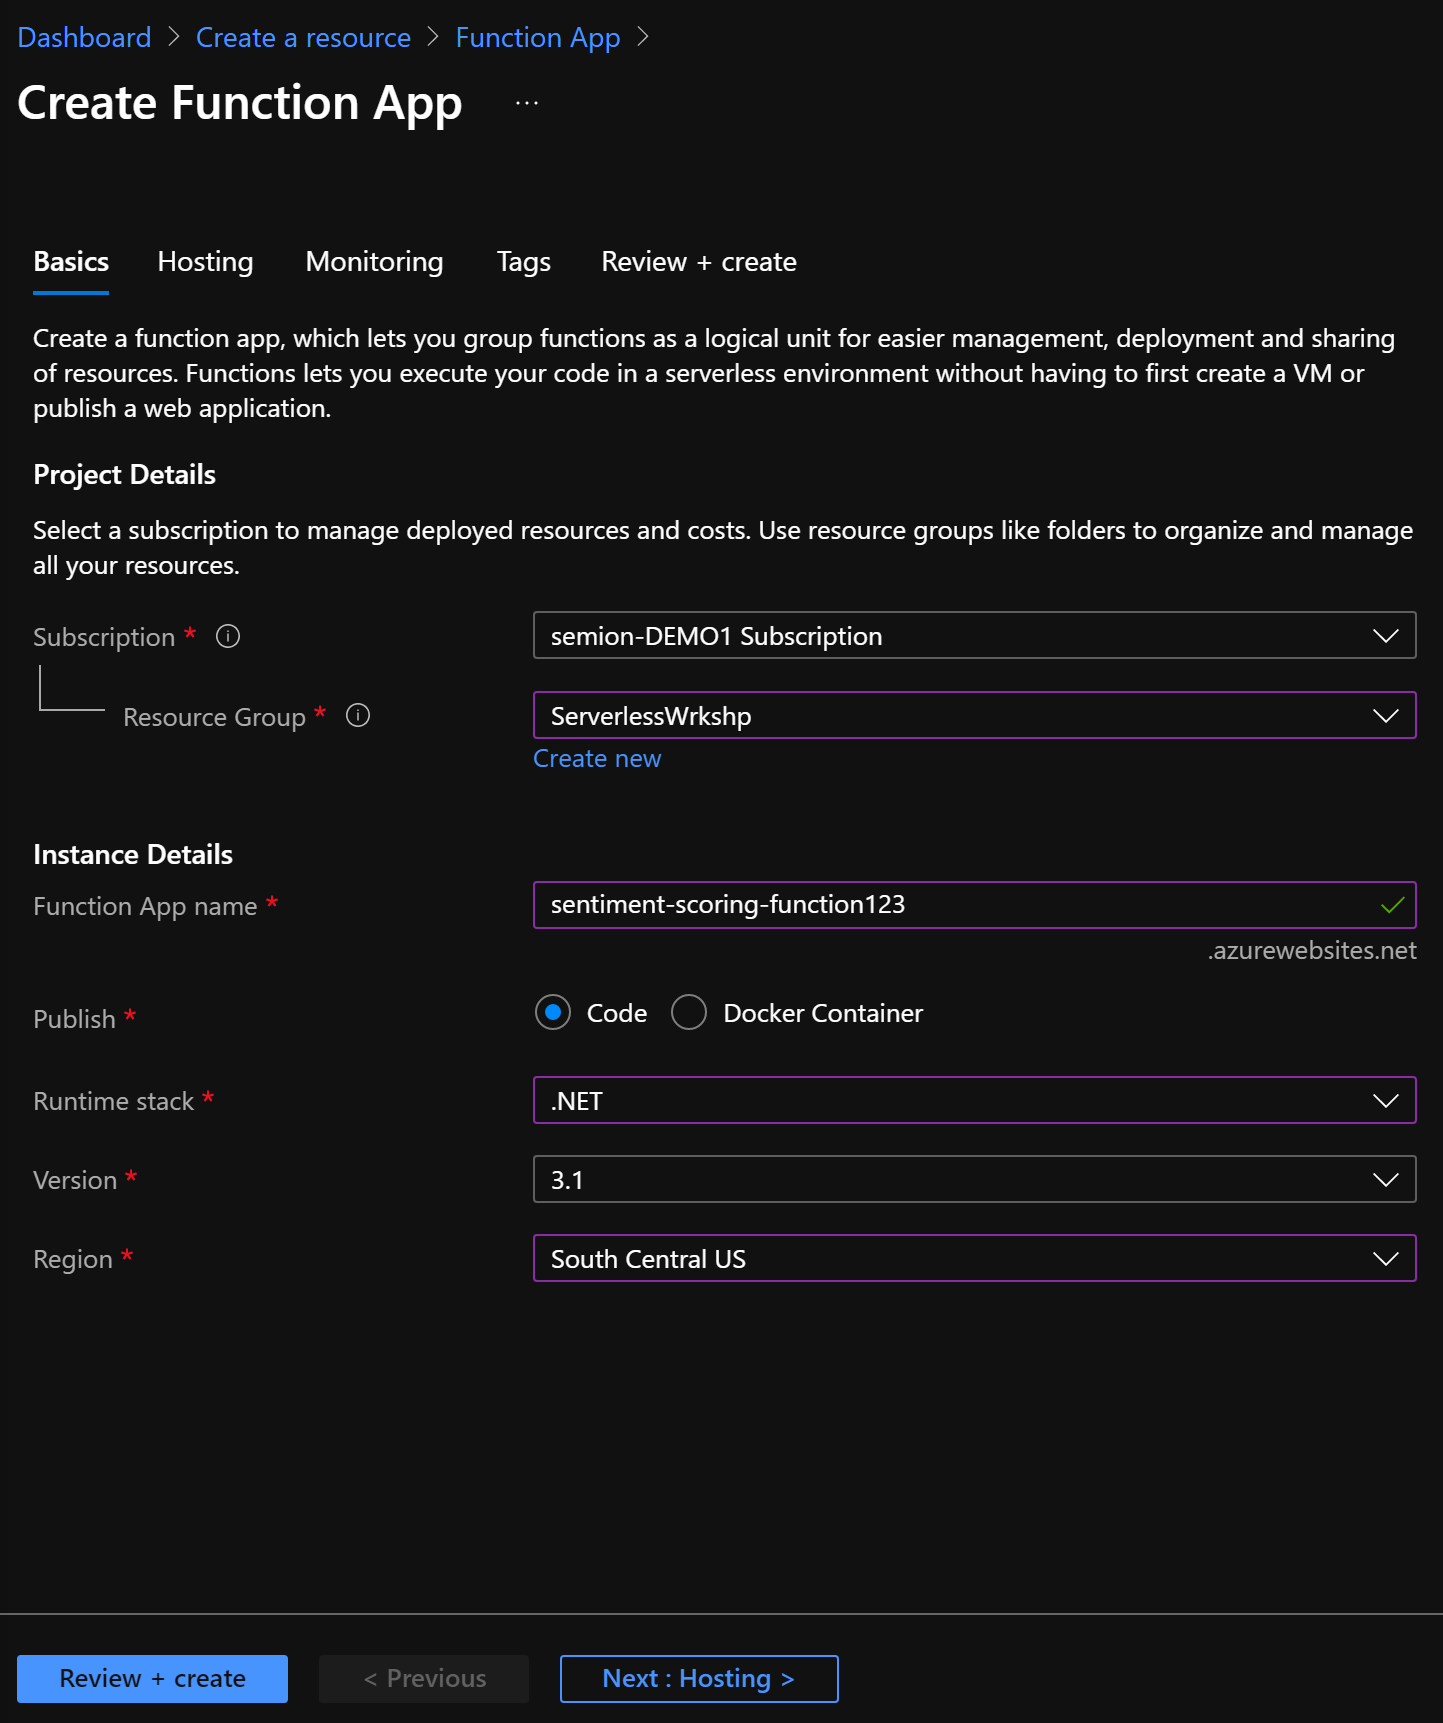 Dashboard > Create a resource > Function App >
Create Function App ...
Basics Hosting Monitoring Tags Review + create
Create a function app, which lets you group functions as a logical unit for easier management, deployment and sharing
of resources. Functions lets you execute your code in a serverless environment without having to first create a VM or
publish a web application.
Project Details
Select a subscription to manage deployed resources and costs. Use resource groups like folders to organize and manage
all your resources.
Subscription * semion-DEMO1 Subscription
Resource Group * ServerlessWrkshp
Create new
Instance Details
Function App name * sentiment-scoring-function123
.azurewebsites.net
Publish * Code Docker Container
Runtime stack * .NET
Version * 3.1
Region * South Central US
Review + create < Previous Next : Hosting >